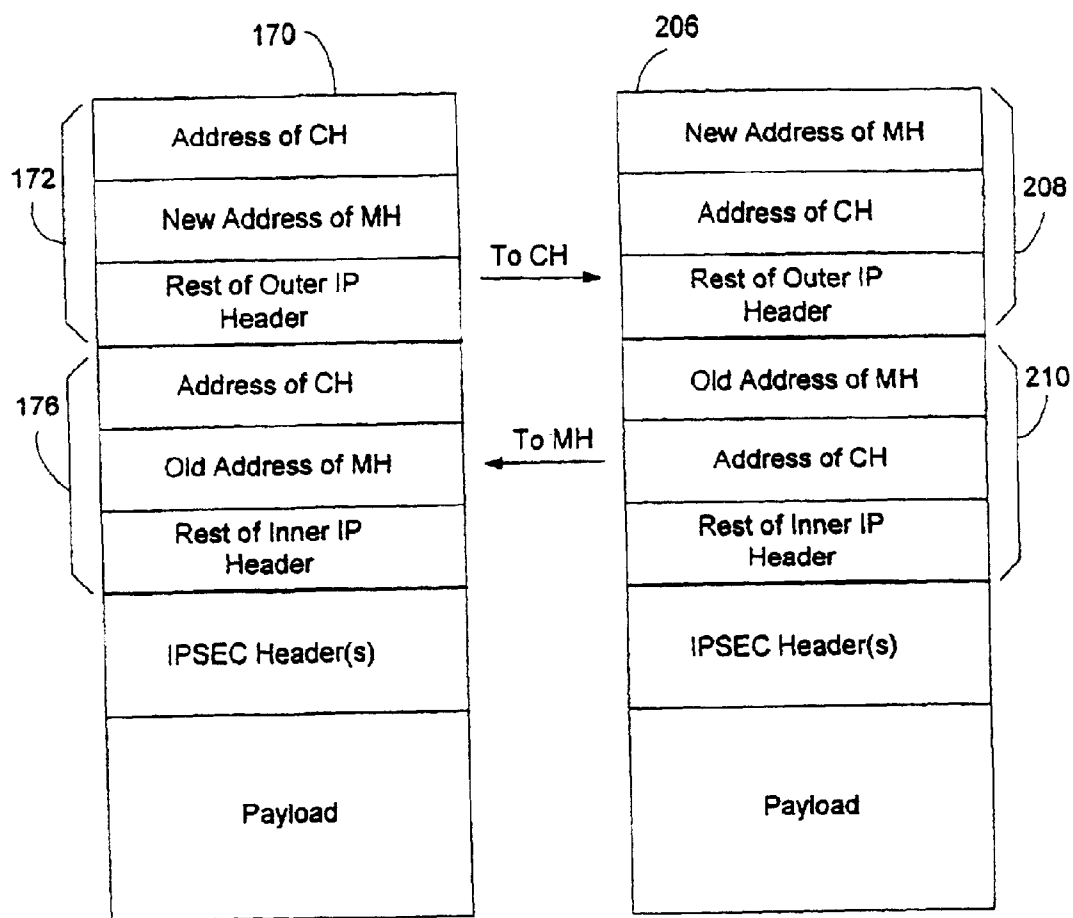 170
172
Address of CH
New Address of MH
Rest of Outer IP
Header
176
Address of CH
Old Address of MH
Rest of Inner IP
Header
IPSEC Header(s)
Payload
To CH
To MH
206
New Address of MH
208
Address of CH
Rest of Outer IP
Header
Old Address of MH
210
Address of CH
Rest of Inner IP
Header
IPSEC Header(s)
Payload